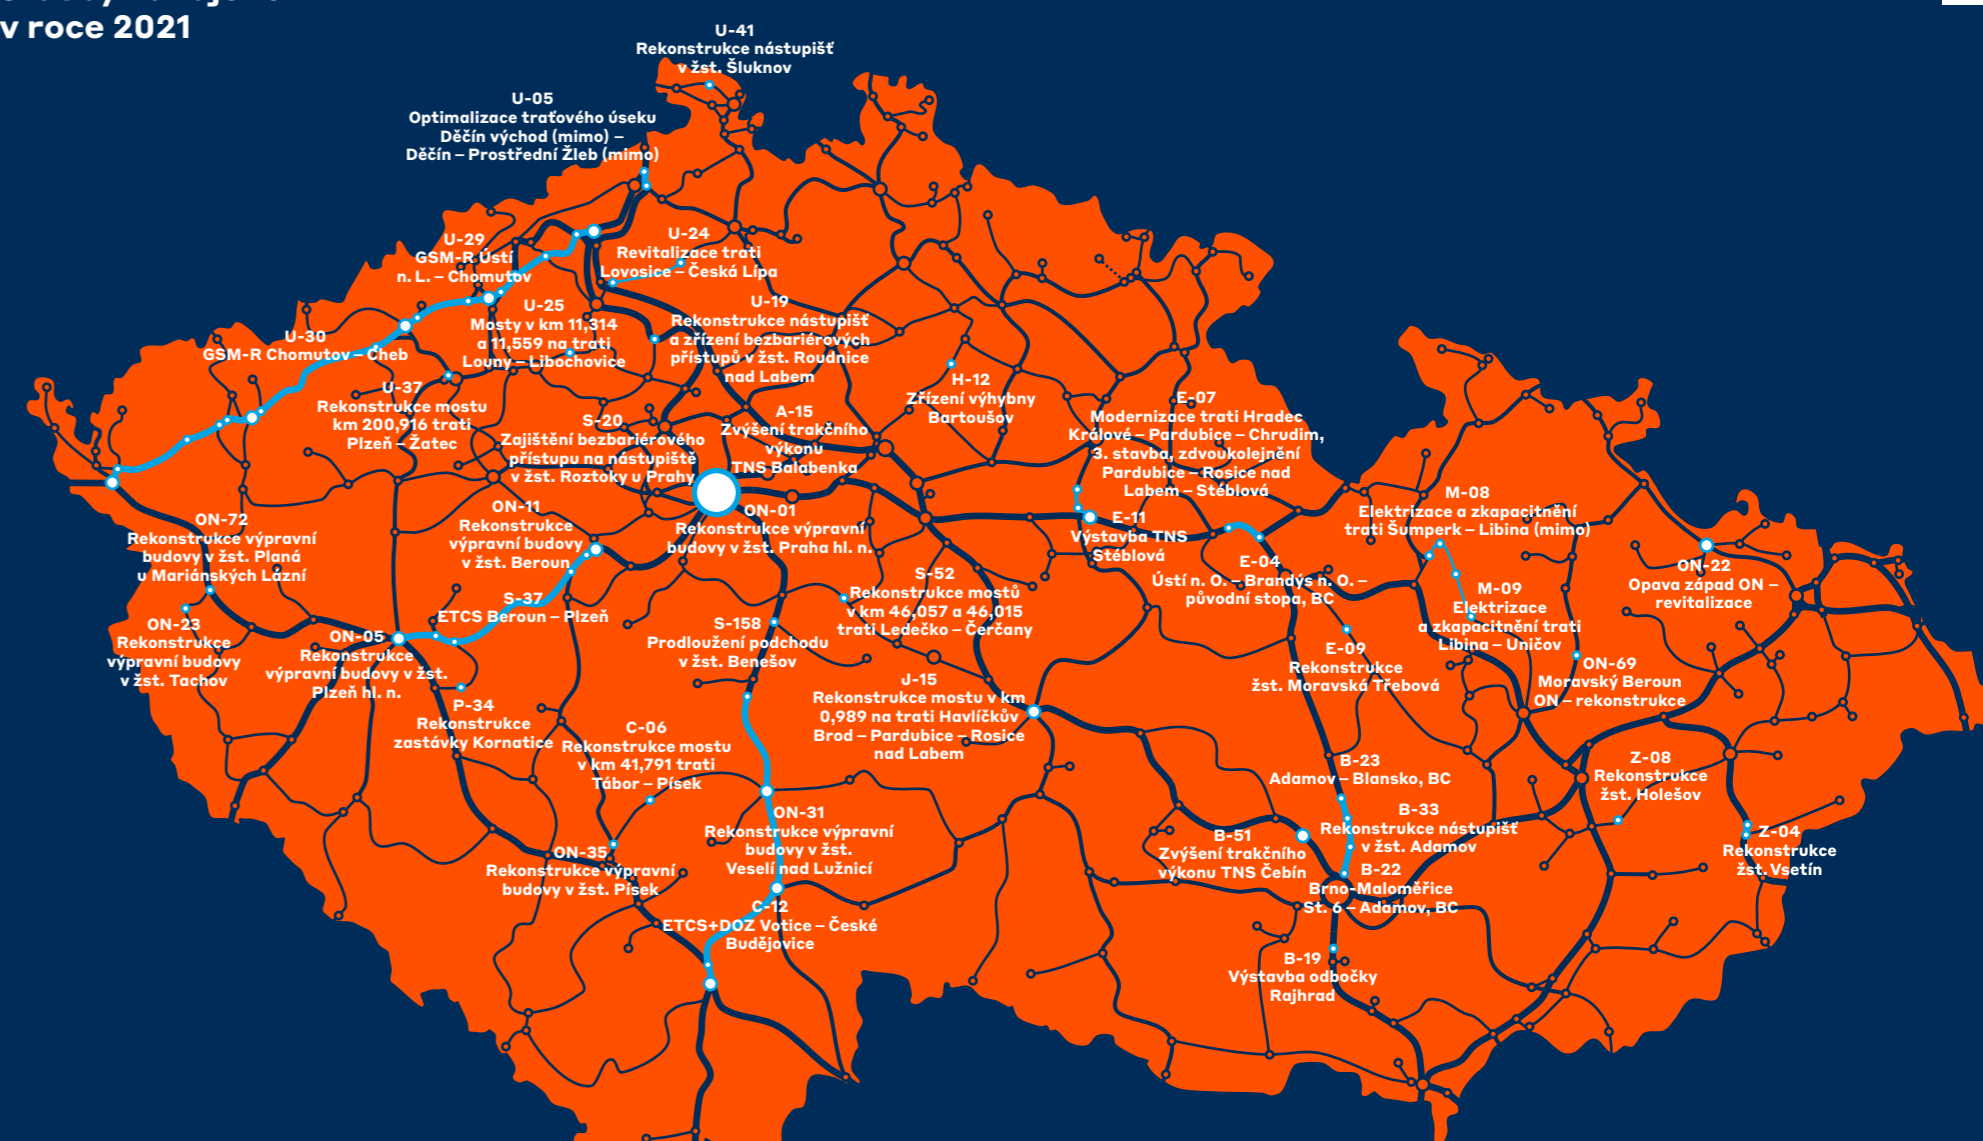 v roce 2021
U-41
Rekonstrukce nástupišť
v žst. Šluknov
U-05
Optimalizace traťového úseku
Děčín východ (mimo) –
Děčín – Prostřední Žleb (mimo)
U-29
GSM-R Ústí
n. L. – Chomutov
U-24
Revitalizace trati
Lovosice – Česká Lípa
U-25
Mosty v km 11,314
a 11,559 na trati
Louny – Libochovice
U-19
Rekonstrukce nástupišť
a zřízení bezbariérových
přístupů v žst. Roudnice
nad Labem
U-30
GSM-R Chomutov – Cheb
U-37
Rekonstrukce mostu
km 200,916 trati
Plzeň – Žatec
S-20
Zajištění bezbariérového
přístupu na nástupiště
v žst. Roztoky u Prahy
A-15
Zvýšení trakčního
výkonu
TNS Balabenka
H-12
Zřízení výhybny
Bartoušov
E-07
Modernizace trati Hradec
Králové – Pardubice – Chrudim,
3. stavba, zdvoukolejnění
Pardubice – Rosice nad
Labem – Stéblová
M-08
Elektrizace a zkapacitnění
trati Šumperk – Libina (mimo)
ON-72
Rekonstrukce výpravní
budovy v žst. Planá
u Mariánských Lázní
ON-11
Rekonstrukce
výpravní budovy
v žst. Beroun
ON-01
Rekonstrukce výpravní
budovy v žst. Praha hl. n.
E-11
Výstavba TNS
Stéblová
E-04
Ústí n. O. – Brandýs n. O. –
původní stopa, BC
ON-22
Opava západ ON –
revitalizace
S-52
Rekonstrukce mostů
v km 46,057 a 46,015
trati Ledečko – Čerčany
M-09
Elektrizace
a zkapacitnění trati
Libina – Uničov
S-37
ETCS Beroun – Plzeň
ON-23
Rekonstrukce
výpravní budovy
v žst. Tachov
ON-05
Rekonstrukce
výpravní budovy v žst.
Plzeň hl. n.
S-158
Prodloužení podchodu
v žst. Benešov
E-09
Rekonstrukce
žst. Moravská Třebová
ON-69
Moravský Beroun
ON – rekonstrukce
P-34
Rekonstrukce
zastávky Kornatice
J-15
Rekonstrukce mostu v km
0,989 na trati Havlíčkův
Brod – Pardubice – Rosice
nad Labem
C-06
Rekonstrukce mostu
v km 41,791 trati
Tábor – Písek
B-23
Adamov – Blansko, BC
Z-08
Rekonstrukce
žst. Holešov
ON-31
Rekonstrukce výpravní
budovy v žst.
Veselí nad Lužnicí
B-33
Rekonstrukce nástupišť
v žst. Adamov
B-51
Zvýšení trakčního
výkonu TNS Čebín
Z-04
Rekonstrukce
žst. Vsetín
ON-35
Rekonstrukce výpravní
budovy v žst. Písek
B-22
Brno-Maloměřice
St. 6 – Adamov, BC
C-12
ETCS+DOZ Votice – České
Budějovice
B-19
Výstavba odbočky
Rajhrad